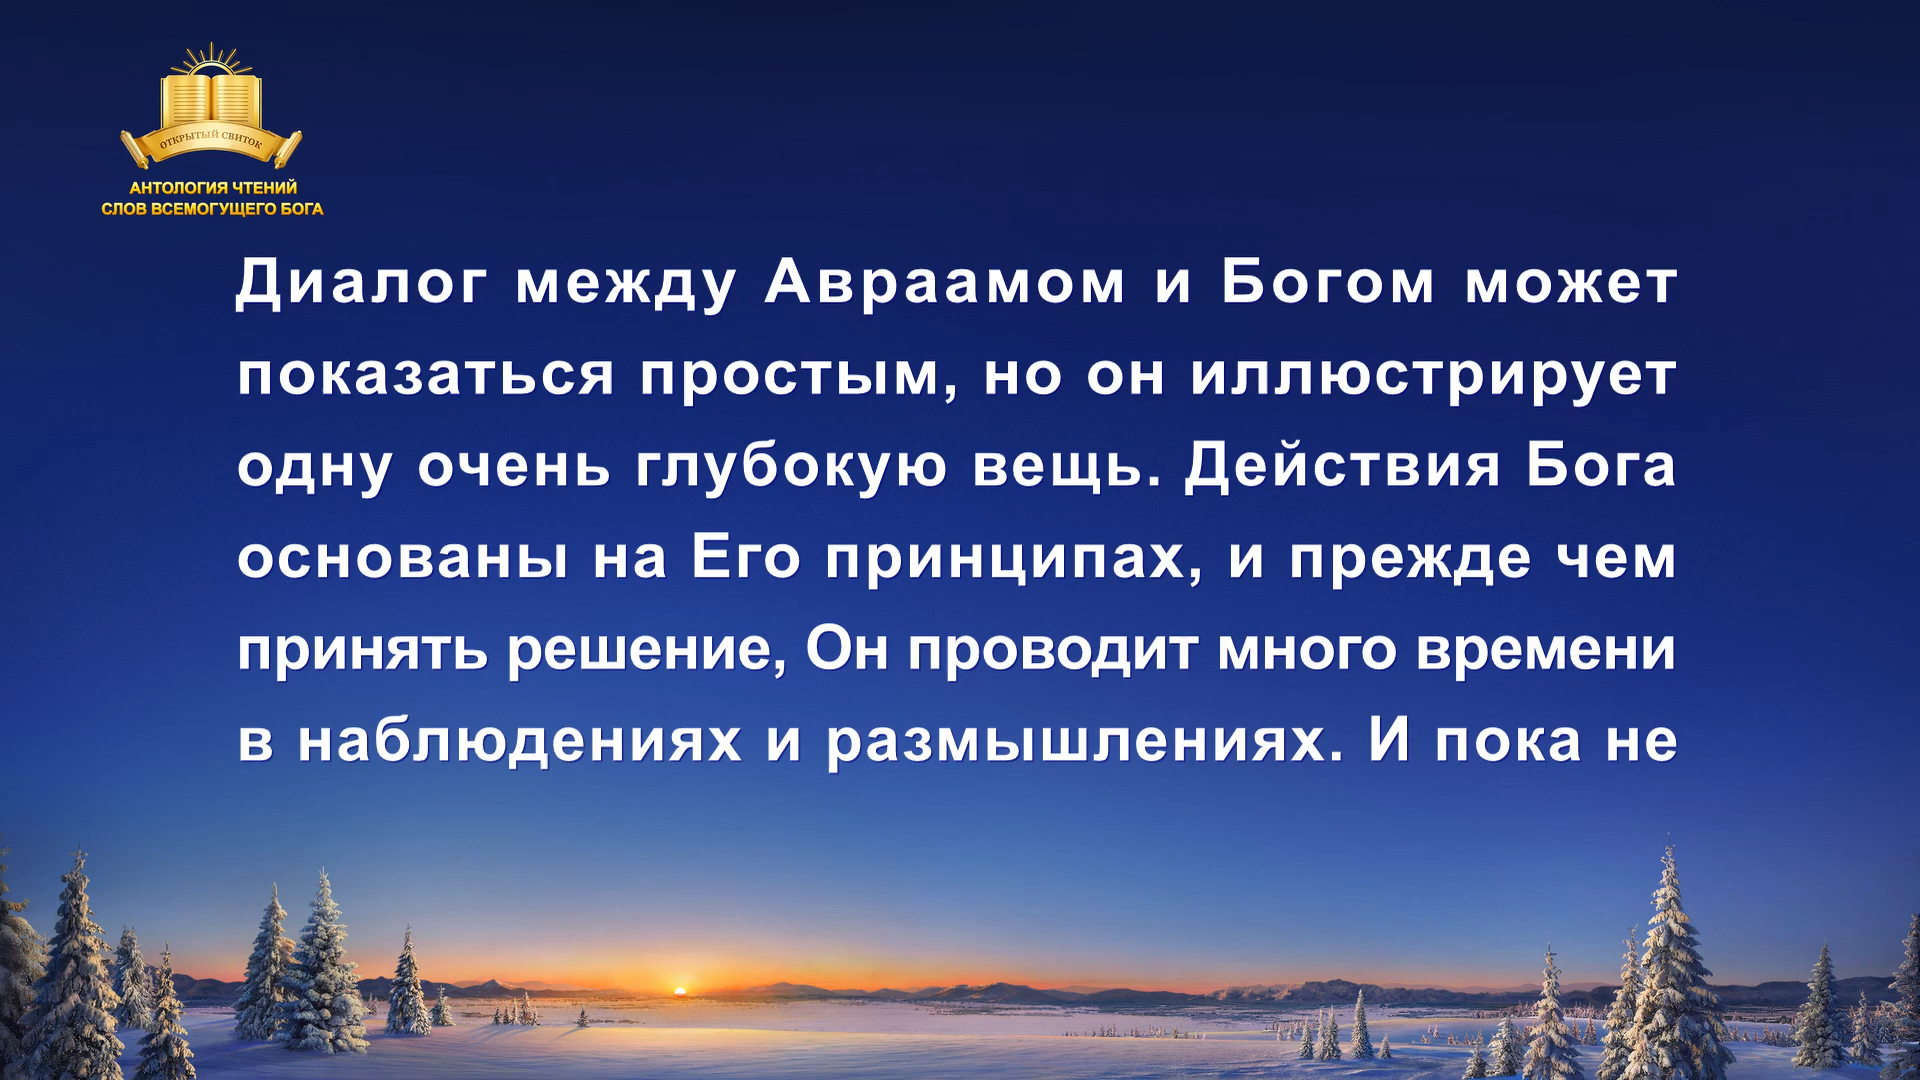 ОТКРЫТЫЙ СВИТОК
АНТОЛОГИЯ ЧТЕНИЙ
СЛОВ ВСЕМОГУЩЕГО БОГА
Диалог между Авраамом и Богом может
показаться простым, но он иллюстрирует
одну очень глубокую вещь. Действия Бога
основаны на Его принципах, и прежде чем
принять решение, Он проводит много времени
в наблюдениях и размышлениях. И пока не